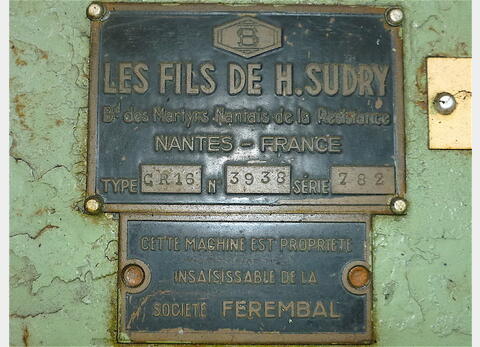 S
LES FILS DE H. SUDRY
Bd des Martyrs Nantais de la Résistance
NANTES - FRANCE
TYPE GR16 N° 3938 SÉRIE 782
CETTE MACHINE EST PROPRIÉTÉ
INSAISISSABLE DE LA
SOCIÉTÉ FEREMBAL